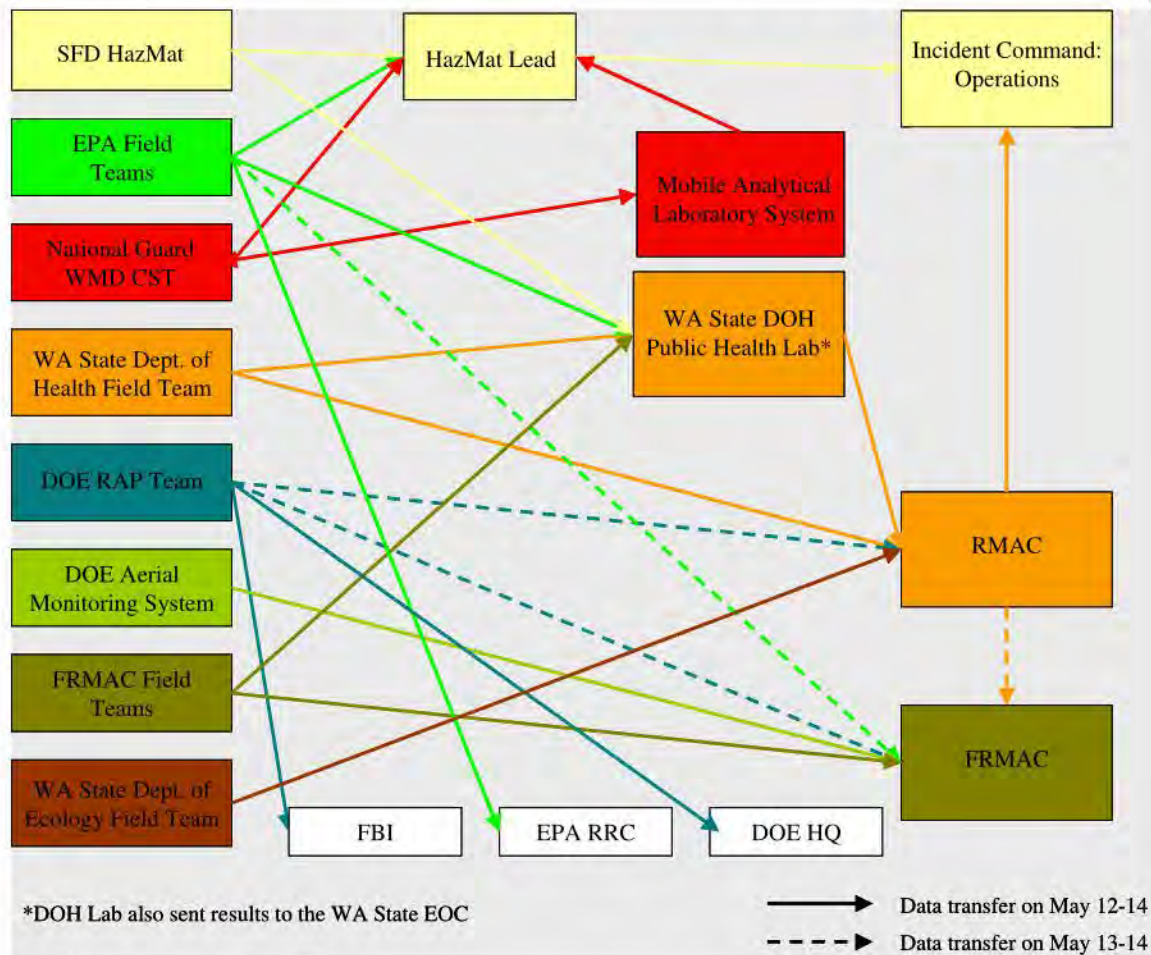 SFD HazMat
HazMat Lead
Incident Command:
Operations
EPA Field
Teams
Mobile Analytical
Laboratory System
National Guard
WMD CST
WA State DOH
Public Health Lab*
WA State Dept. of
Health Field Team
DOE RAP Team
RMAC
DOE Aerial
Monitoring System
FRMAC Field
Teams
FRMAC
WA State Dept. of
Ecology Field Team
FBI
EPA RRC
DOE HQ
*DOH Lab also sent results to the WA State EOC
Data transfer on May 12-14
Data transfer on May 13-14